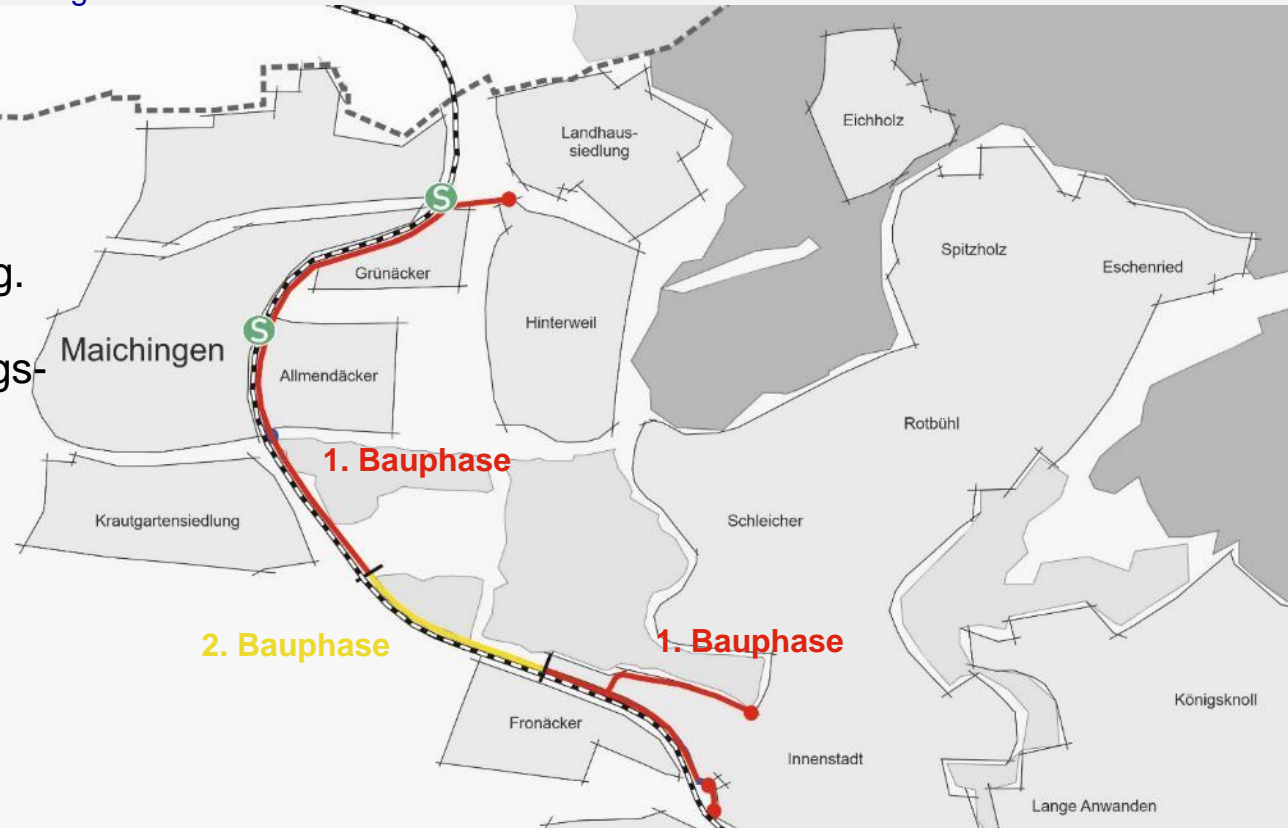 g
Landhaus-
siedlung
Eichholz
S
Spitzholz
g.
Grünäcker
Eschenried
S
Hinterweil
Maichingen
gs-
Allmendäcker
Rotbühl
1. Bauphase
Krautgartensiedlung
Schleicher
2. Bauphase
1. Bauphase
Königsknoll
Fronäcker
Innenstadt
Lange Anwanden